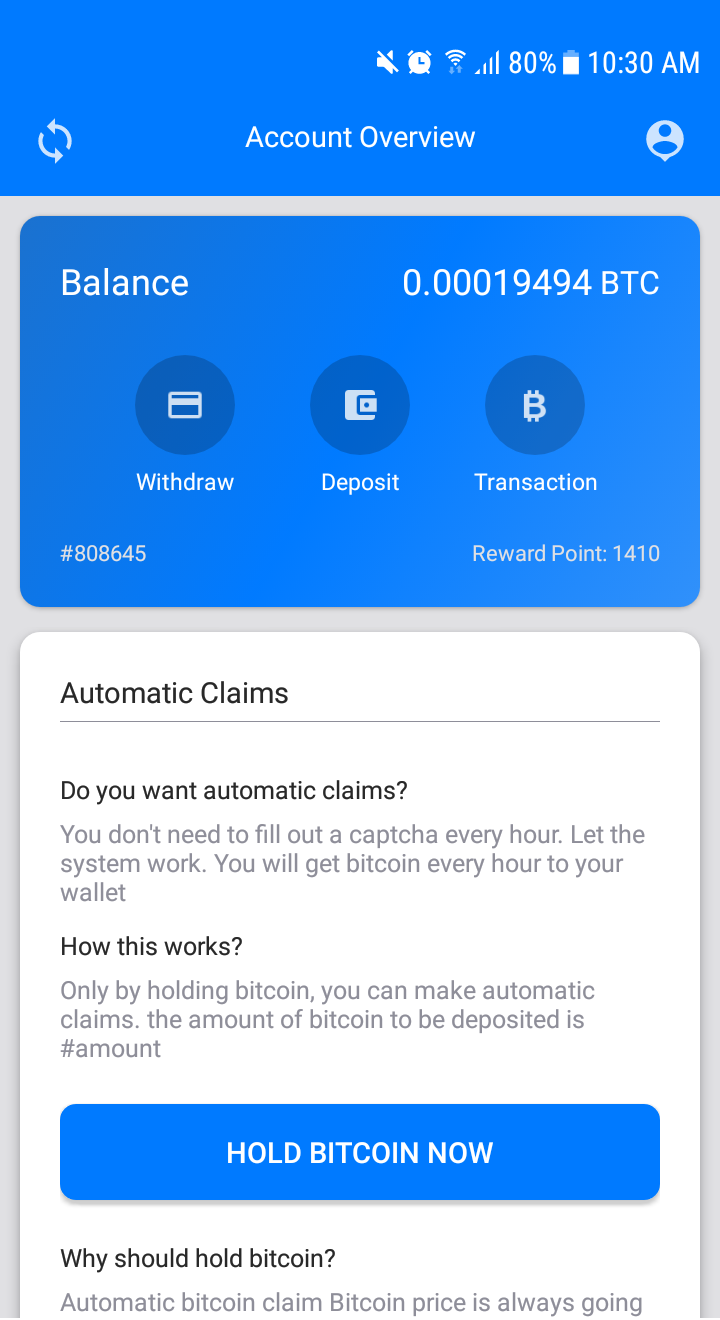 80% 10:30 AM
Account Overview
Balance 0.00019494 BTC
Withdraw Deposit Transaction
#808645 Reward Point: 1410
Automatic Claims
Do you want automatic claims?
You don't need to fill out a captcha every hour. Let the
system work. You will get bitcoin every hour to your
wallet
How this works?
Only by holding bitcoin, you can make automatic
claims. the amount of bitcoin to be deposited is
#amount
HOLD BITCOIN NOW
Why should hold bitcoin?
Automatic bitcoin claim Bitcoin price is always going